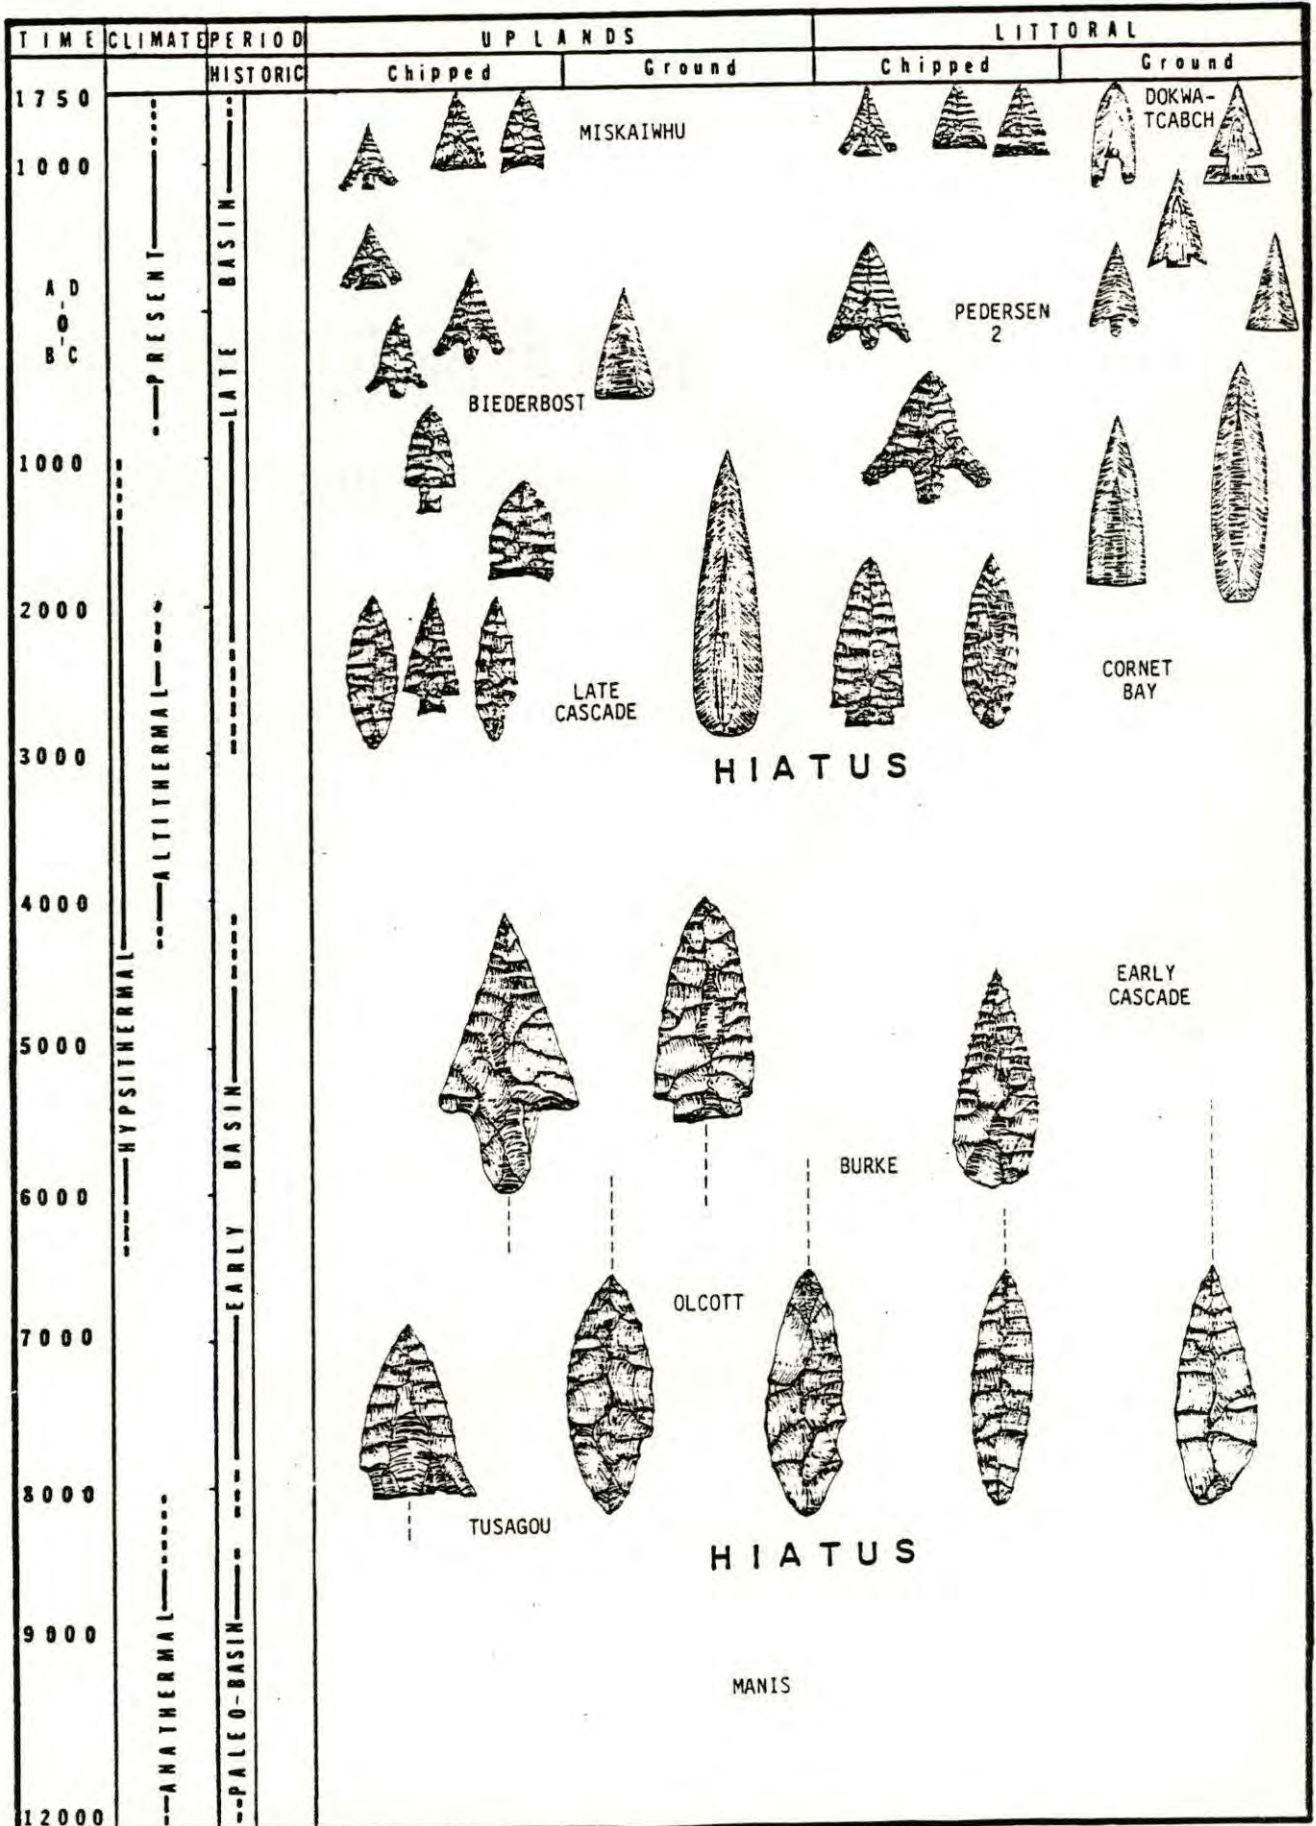 TIME CLIMATE PERIOD UPLANDS LITTORAL
HISTORIC Chipped Ground Chipped Ground
1750
MISKAIWHU
DOKWA-
TCABCH
1000
PRESENT
LATE BASIN
AD
-0-
BC
PEDERSEN
2
BIEDERBOST
1000
2000
HYPSITHERMAL
ALTITHERMAL
LATE
CASCADE
CORNET
BAY
3000
HIATUS
4000
EARLY
CASCADE
5000
EARLY BASIN
BURKE
6000
OLCOTT
7000
8000
TUSAGOU
HIATUS
9000
ANATHERMAL
PALEO-BASIN
MANIS
12000